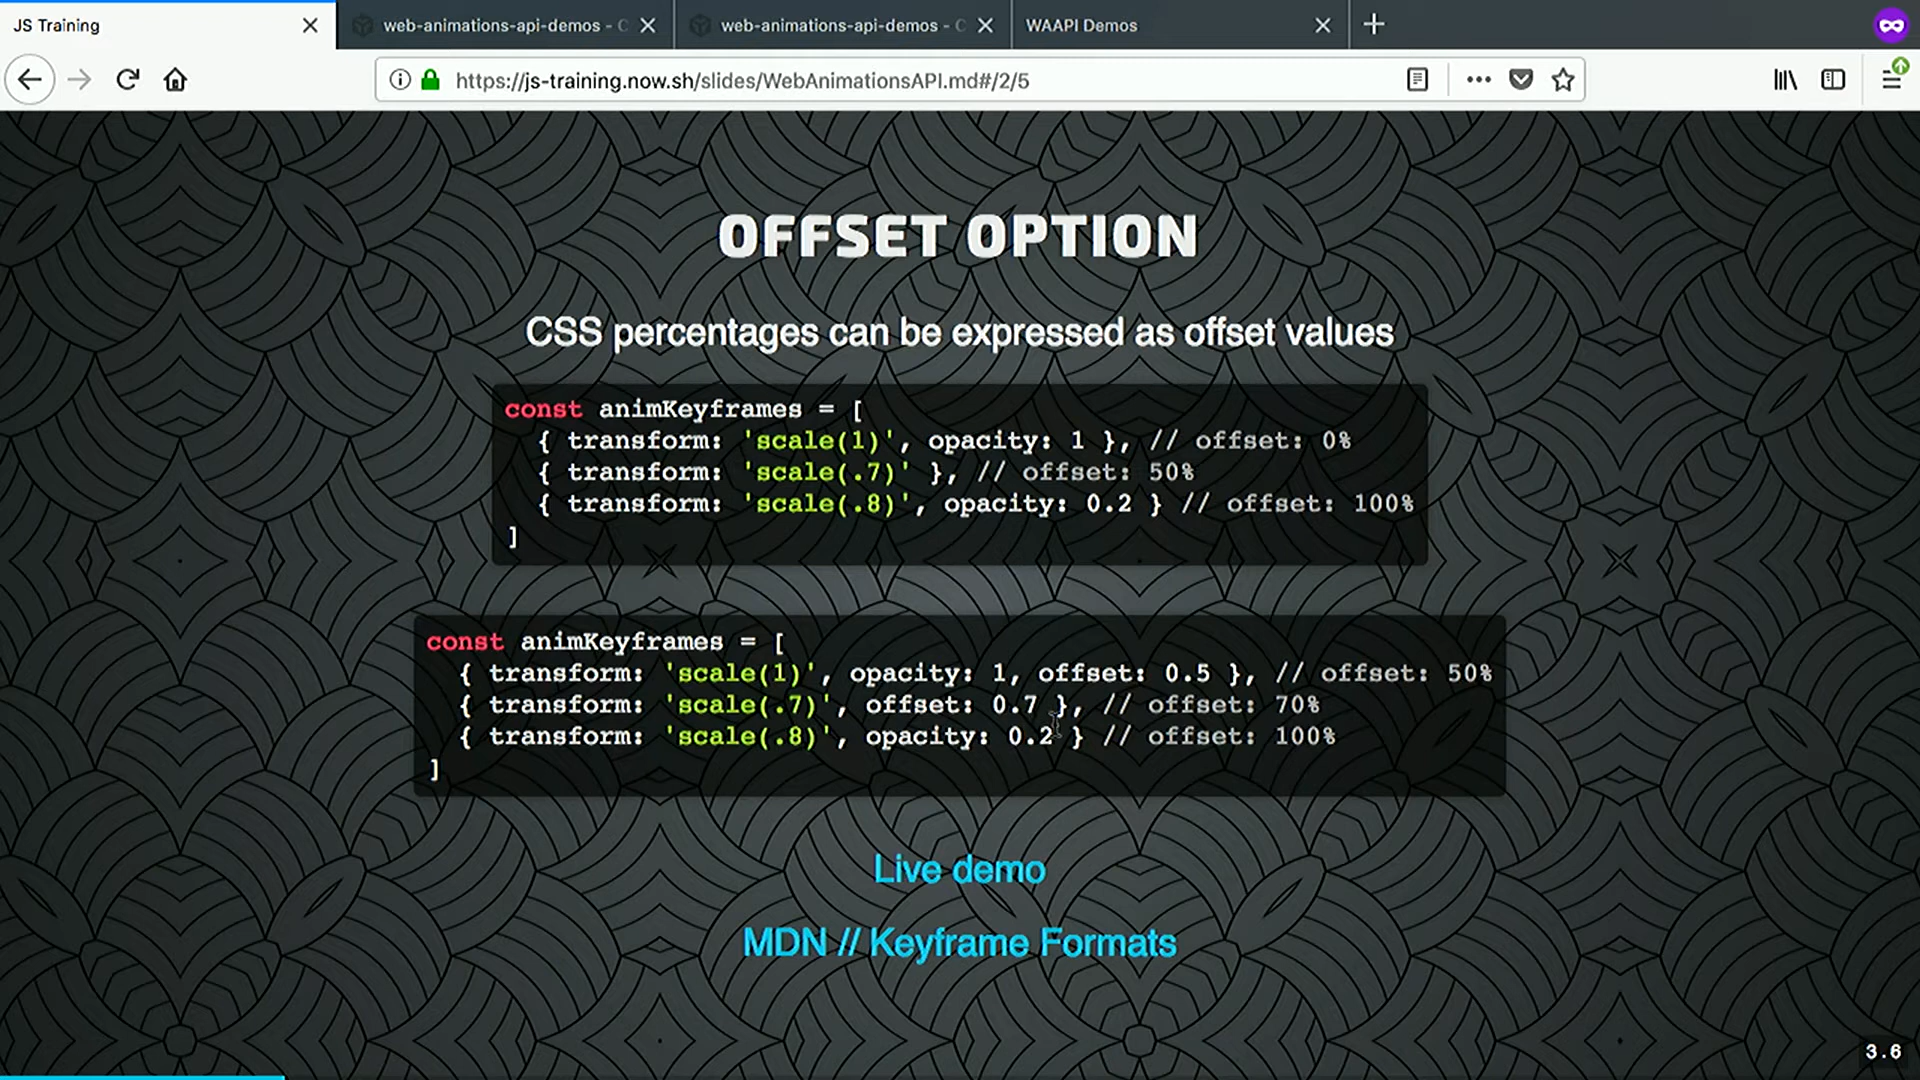 JS Training
web-animations-api-demos - C
web-animations-api-demos - C
WAAPI Demos
https://js-training.now.sh/slides/WebAnimationsAPI.md#/2/5
OFFSET OPTION
CSS percentages can be expressed as offset values
const animKeyframes = [
{ transform: 'scale(1)', opacity: 1 }, // offset: 0%
{ transform: 'scale(.7)' }, // offset: 50%
{ transform: 'scale(.8)', opacity: 0.2 } // offset: 100%
]
const animKeyframes = [
{ transform: 'scale(1)', opacity: 1, offset: 0.5 }, // offset: 50%
{ transform: 'scale(.7)', offset: 0.7 }, // offset: 70%
{ transform: 'scale(.8)', opacity: 0.2 } // offset: 100%
]
Live demo
MDN // Keyframe Formats
3.6